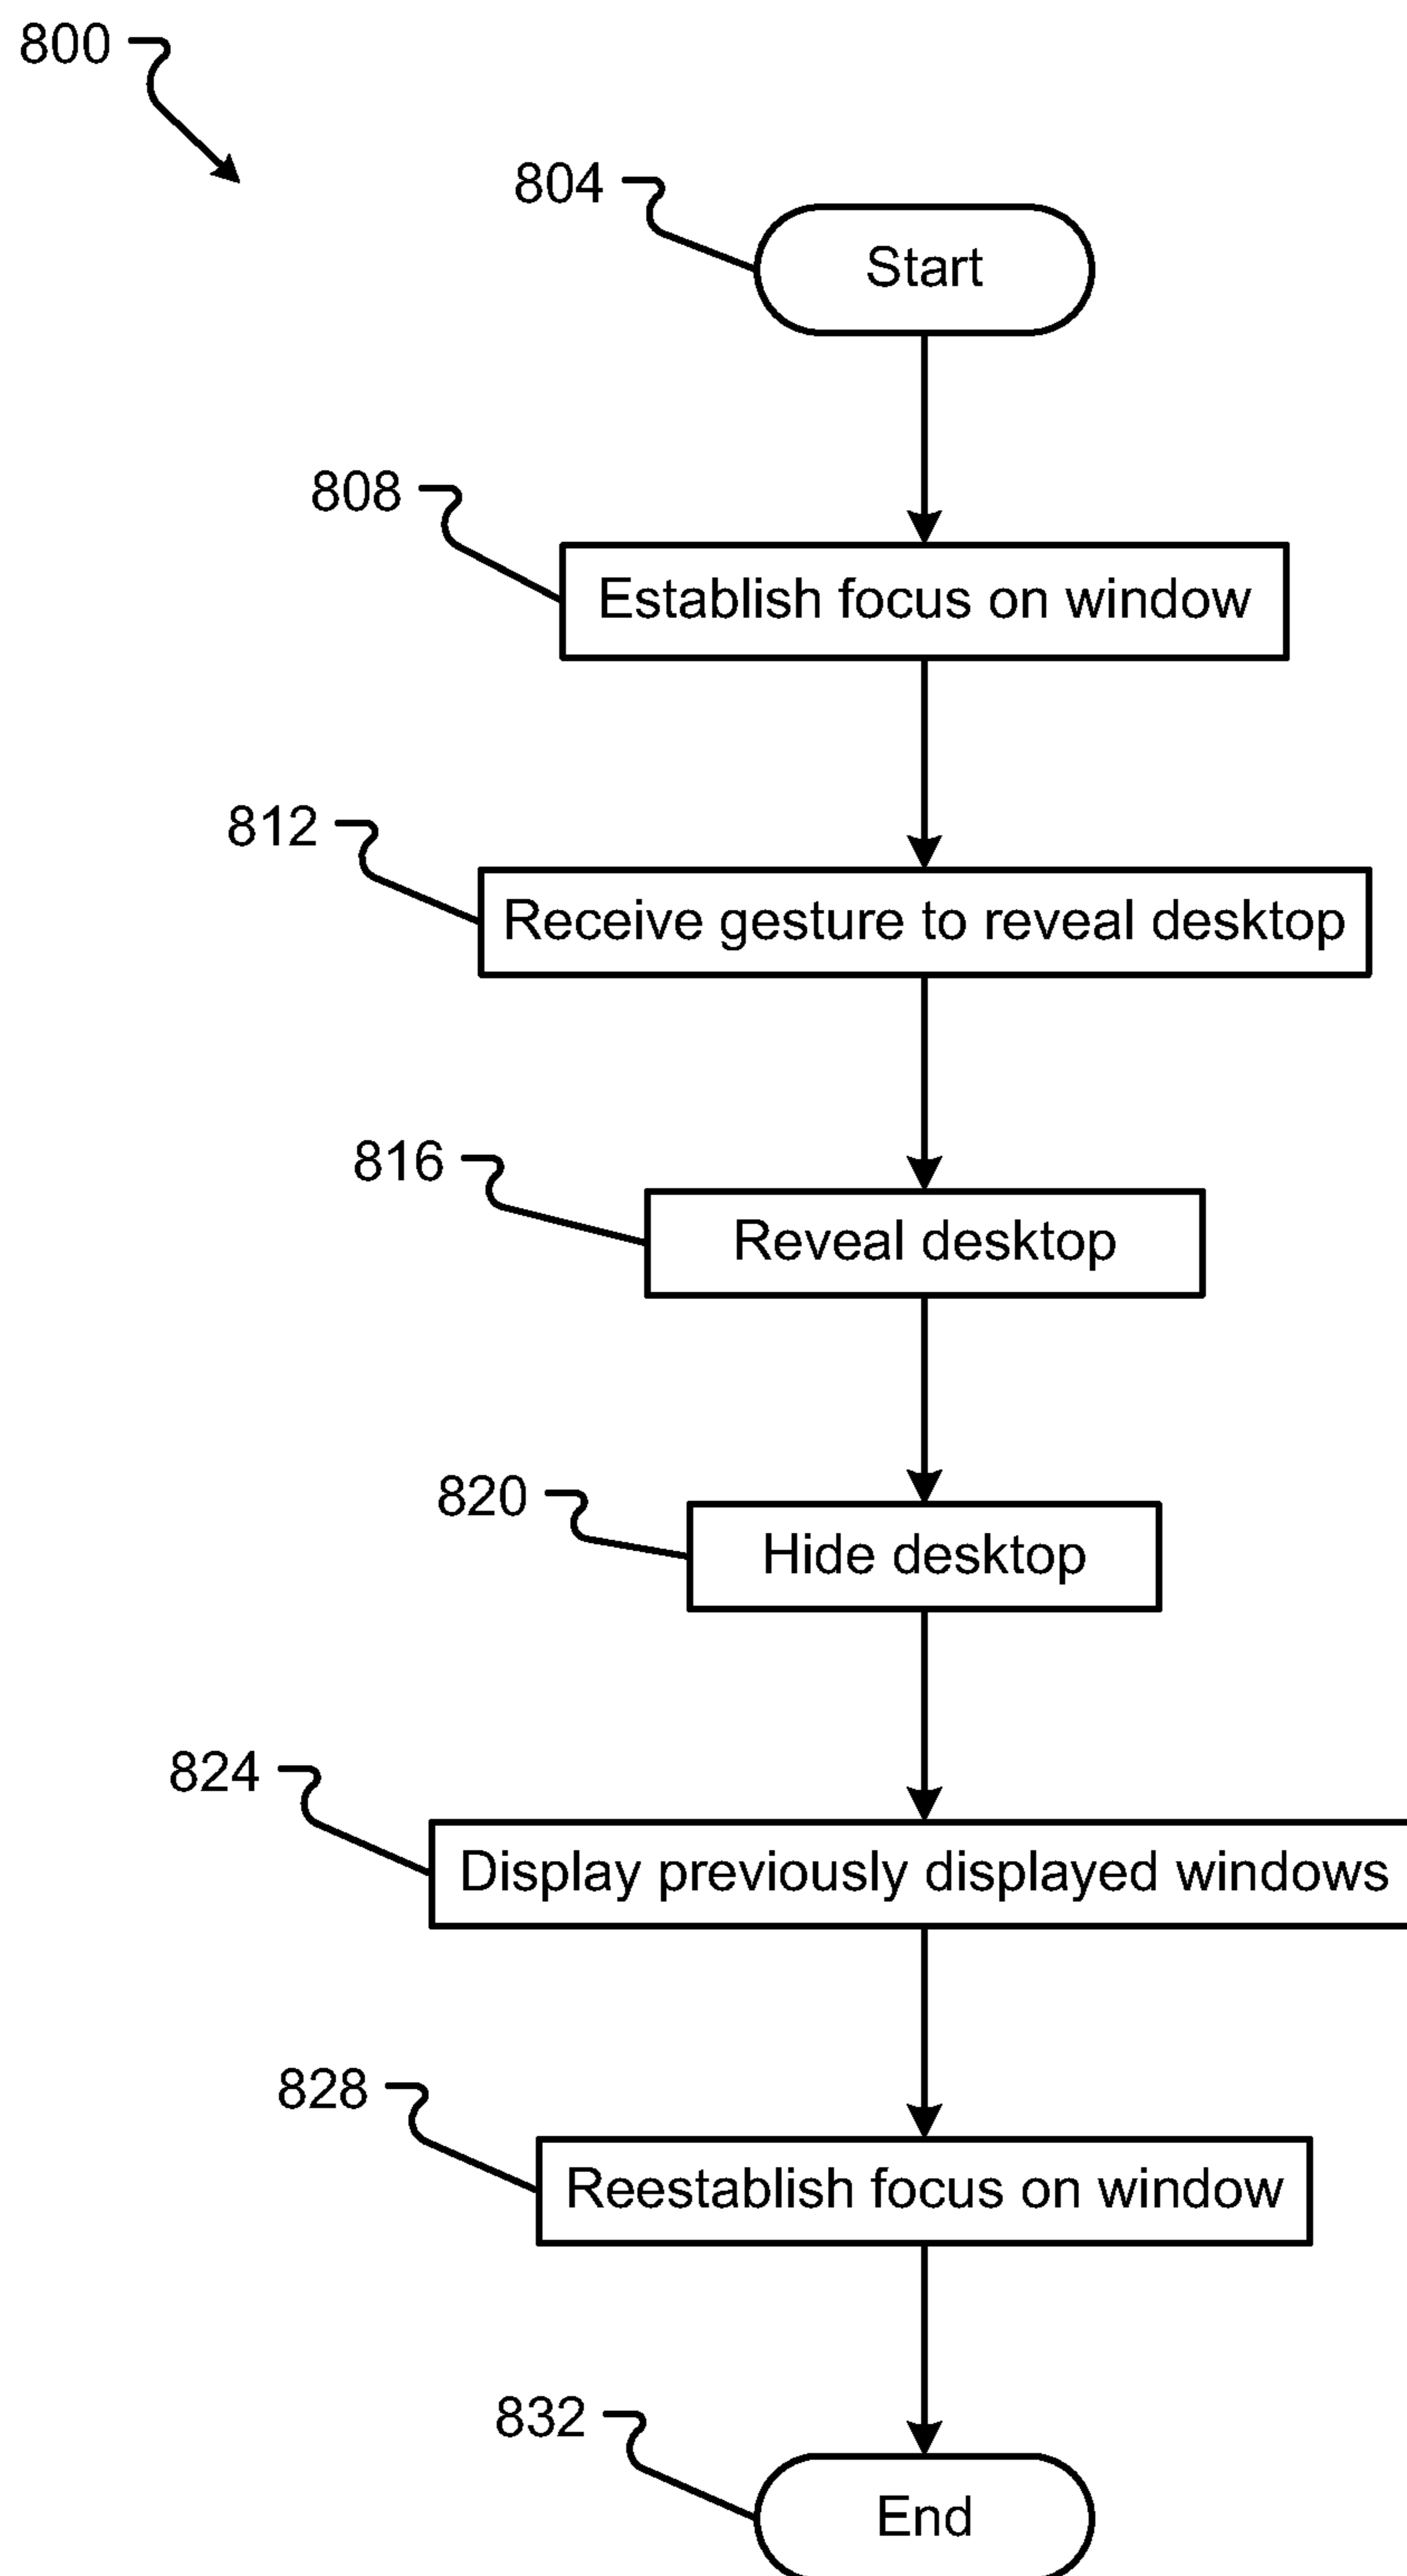 800
804
Start
808
Establish focus on window
812
Receive gesture to reveal desktop
816
Reveal desktop
820
Hide desktop
824
Display previously displayed windows
828
Reestablish focus on window
832
End